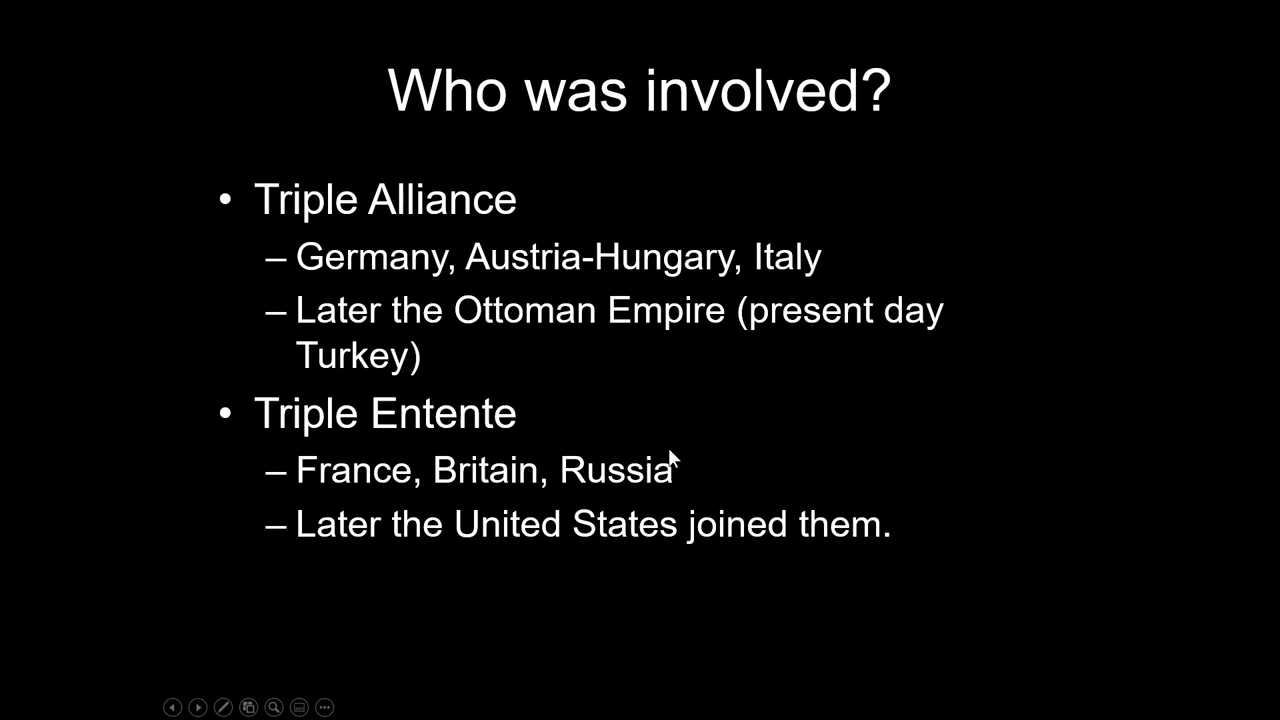 Who was involved?
• Triple Alliance
– Germany, Austria-Hungary, Italy
– Later the Ottoman Empire (present day
Turkey)
• Triple Entente
– France, Britain, Russia
– Later the United States joined them.